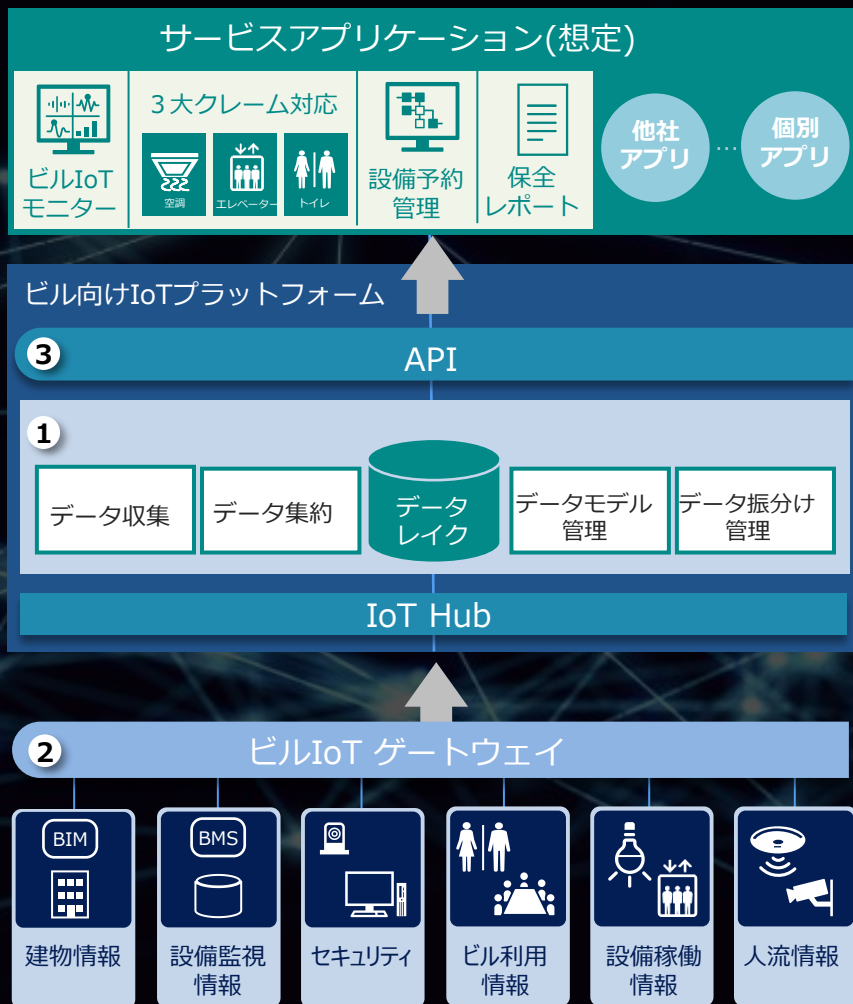 サービスアプリケーション(想定)
ビルIoT
モニター
３大クレーム対応
空調
エレベーター
トイレ
設備予約
管理
保全
レポート
他社
アプリ
…
個別
アプリ
ビル向けIoTプラットフォーム
3
API
1
データ収集
データ集約
データ
レイク
データモデル
管理
データ振分け
管理
IoT Hub
2
ビルIoT ゲートウェイ
BIM
建物情報
BMS
設備監視
情報
セキュリティ
ビル利用
情報
設備稼働
情報
人流情報